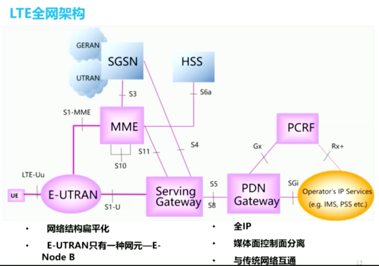 LTE全网架构
GERAN
SGSN
HSS
UTRAN
S3
S6a
S1-MME
MME
PCRF
S10
S11
S4
Gx
Rx+
LTE-Uu
UE
E-UTRAN
S1-U
Serving
Gateway
S5
S8
PDN
Gateway
SGi
Operator's IP Services
(e.g. IMS, PSS etc.)
• 网络结构扁平化
• E-UTRAN只有一种网元—E-
Node B
• 全IP
• 媒体面控制面分离
• 与传统网络互通